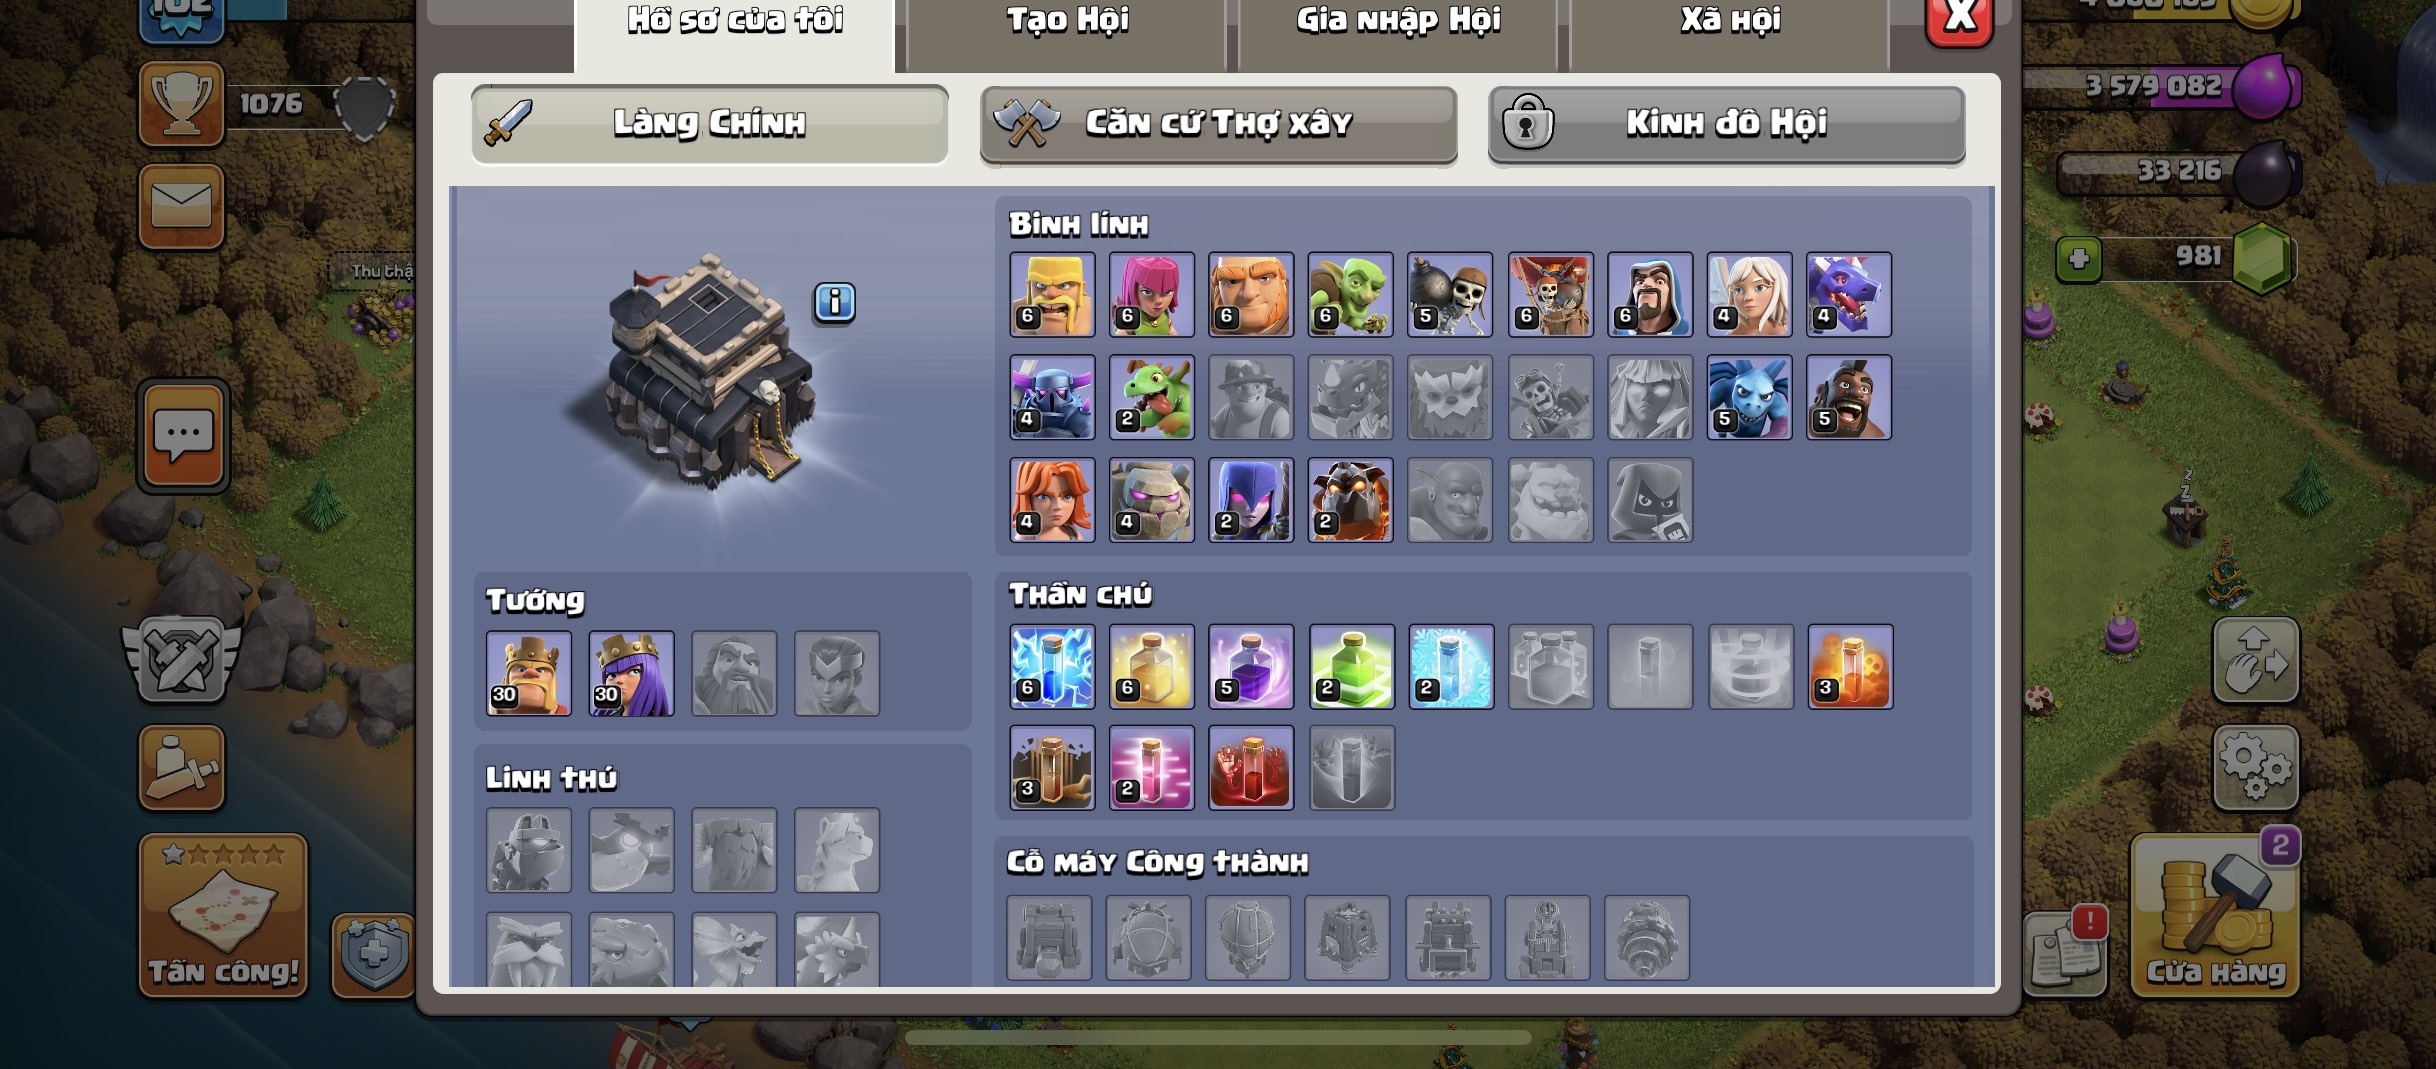 102
Hồ sơ của tôi
Tạo Hội
Gia nhập Hội
Xã hội
X
1076
Làng Chính
Căn cứ Thợ xây
Kinh đô Hội
3 579 082
33 216
981
Thu thậ
i
Binh lính
6 6 6 6 5 6 6 4 4
4 2 5 5
4 4 2 2
z
Z
Tướng
30 30
Thần chú
6 6 5 2 2 3
3 2
Linh thú
Cỗ máy Công thành
Tấn công!
2
!
Cửa hàng